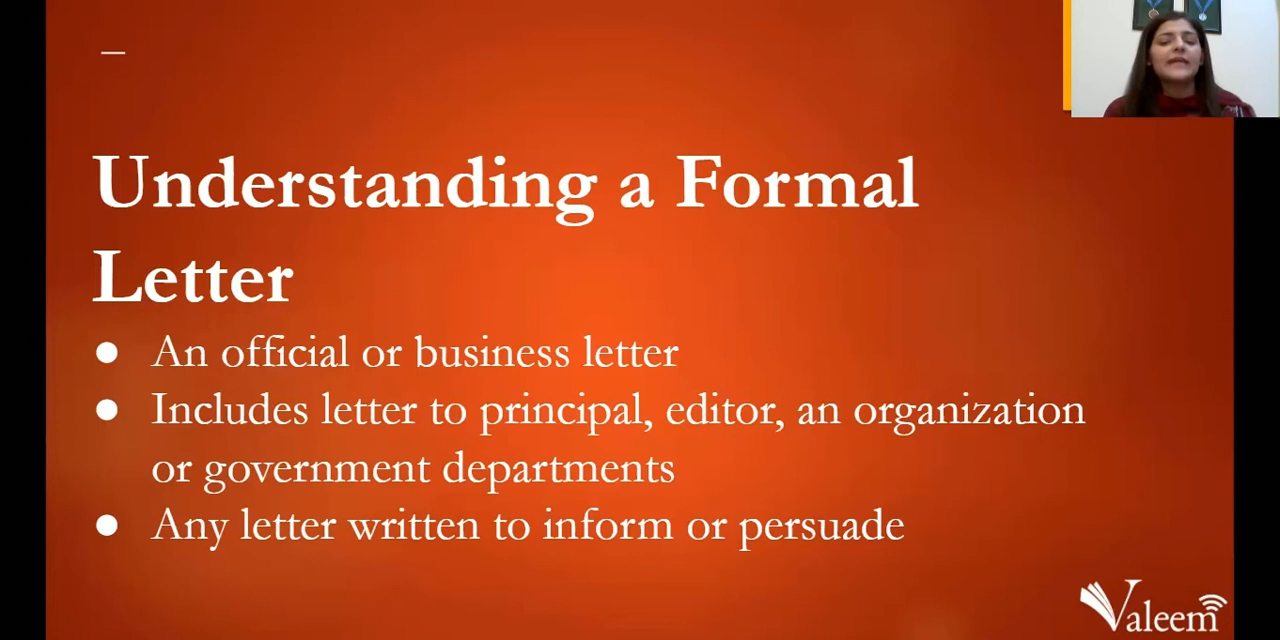 Understanding a Formal
Letter
● An official or business letter
● Includes letter to principal, editor, an organization
or government departments
● Any letter written to inform or persuade
Valeem